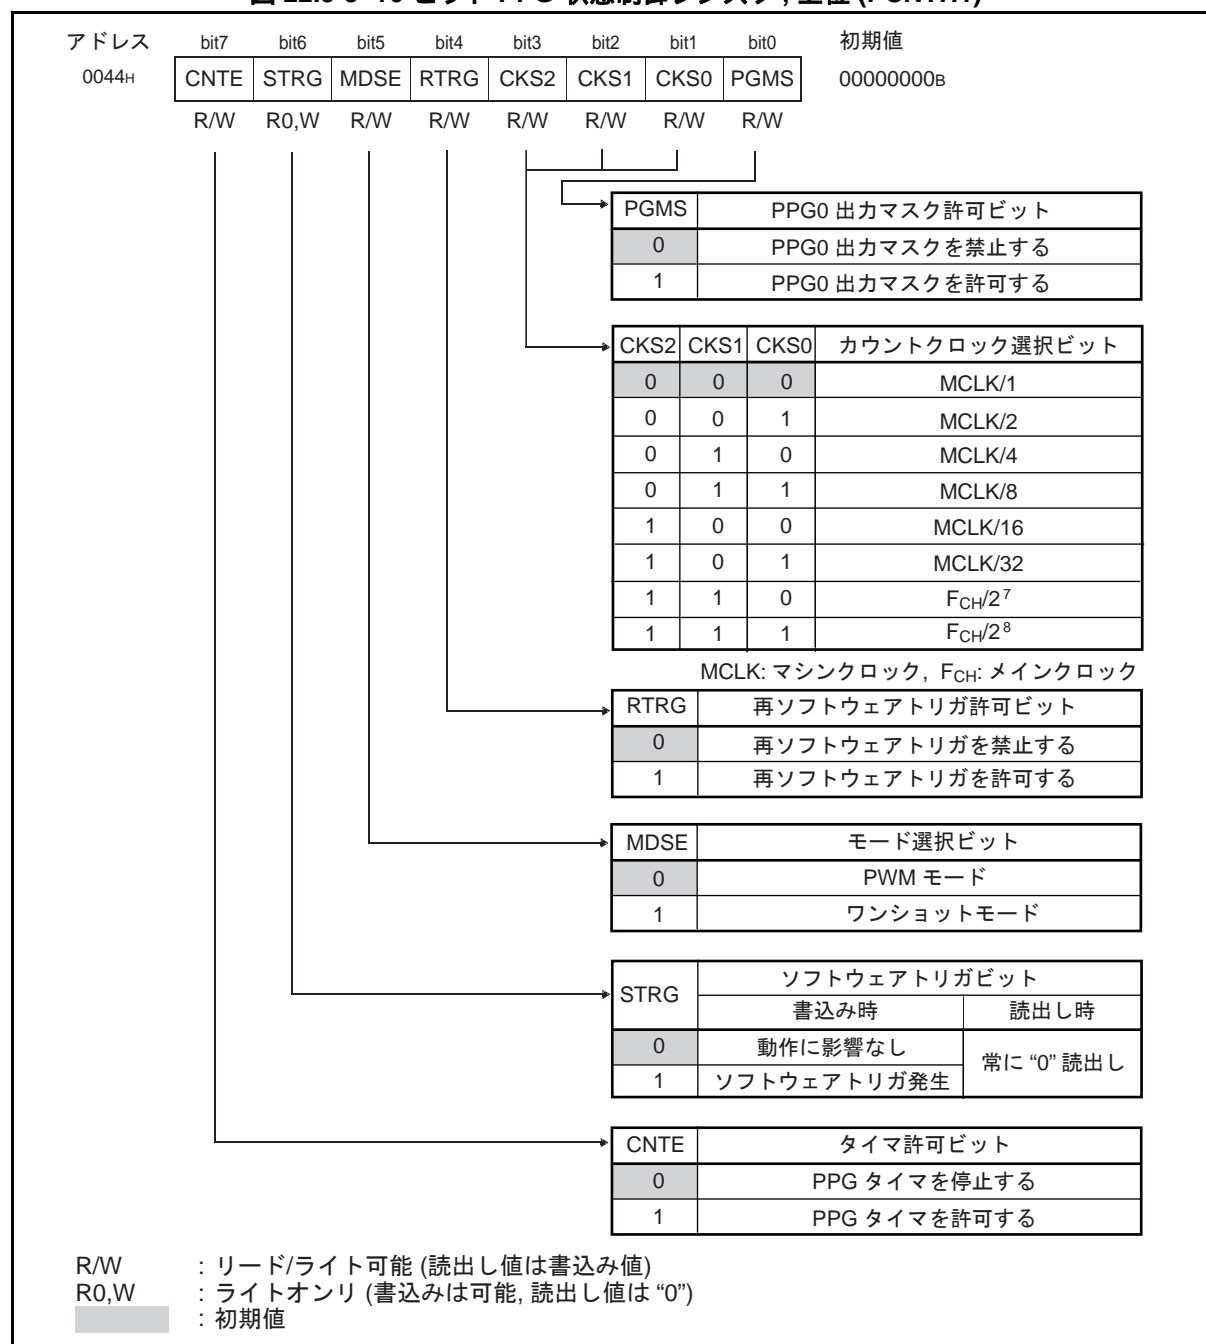 アドレス bit7 bit6 bit5 bit4 bit3 bit2 bit1 bit0 初期値
0044H CNTE STRG MDSE RTRG CKS2 CKS1 CKS0 PGMS 00000000B
R/W R0,W R/W R/W R/W R/W R/W R/W
PGMS PPG0 出力マスク許可ビット
0 PPG0 出力マスクを禁止する
1 PPG0 出力マスクを許可する
CKS2 CKS1 CKS0 カウントクロック選択ビット
0 0 0 MCLK/1
0 0 1 MCLK/2
0 1 0 MCLK/4
0 1 1 MCLK/8
1 0 0 MCLK/16
1 0 1 MCLK/32
1 1 0 FCH/2⁷
1 1 1 FCH/2⁸
MCLK: マシンクロック, FCH: メインクロック
RTRG 再ソフトウェアトリガ許可ビット
0 再ソフトウェアトリガを禁止する
1 再ソフトウェアトリガを許可する
MDSE モード選択ビット
0 PWM モード
1 ワンショットモード
STRG ソフトウェアトリガビット
書込み時 読出し時
0 動作に影響なし 常に “0” 読出し
1 ソフトウェアトリガ発生
CNTE タイマ許可ビット
0 PPG タイマを停止する
1 PPG タイマを許可する
R/W : リード/ライト可能 (読出し値は書込み値)
R0,W : ライトオンリ (書込みは可能, 読出し値は “0”)
: 初期値